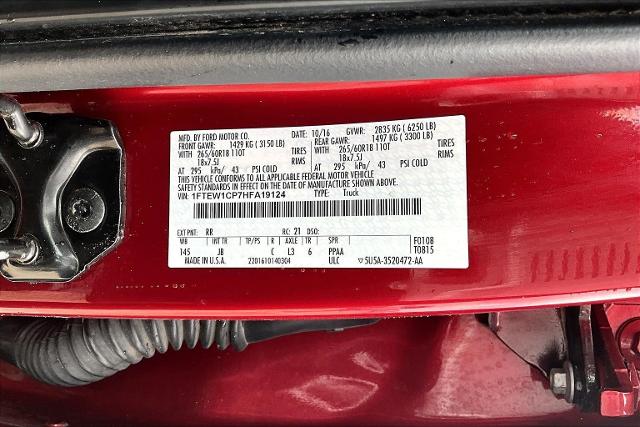 MFD. BY FORD MOTOR CO.
DATE: 10/16 GVWR: 2835 KG ( 6250 LB)
FRONT GAWR: 1429 KG ( 3150 LB) REAR GAWR: 1497 KG ( 3300 LB)
WITH 265/60R18 110T TIRES WITH 265/60R18 110T TIRES
18x7.5J RIMS 18x7.5J RIMS
AT 295 kPa/ 43 PSI COLD AT 295 kPa/ 43 PSI COLD
THIS VEHICLE CONFORMS TO ALL APPLICABLE FEDERAL MOTOR VEHICLE
SAFETY STANDARDS IN EFFECT ON THE DATE OF MANUFACTURE SHOWN ABOVE.
VIN: 1FTEW1CP7HFA19124 TYPE: Truck
EXT PNT: RR RC: 21 DSO:
WB INT TR TP/PS R AXLE TR SPR F0108
145 JB C L3 6 PPAA T0815
MADE IN U.S.A. 2201610140304 ULC 5U5A-3520472-AA